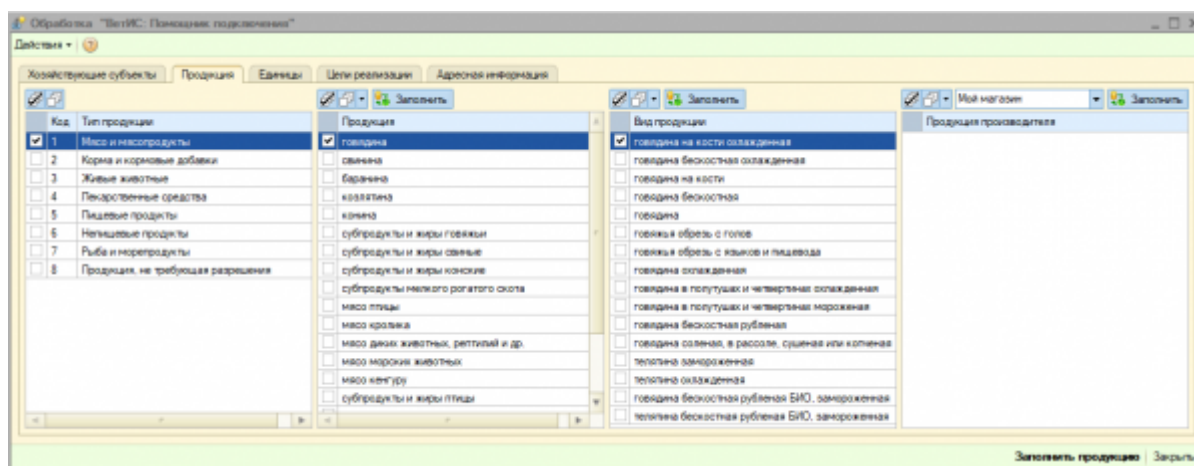 Обработка "ВетИС: Помощник подключения"
Действия
Хозяйствующие субъекты Продукция Единицы Цели реализации Адресная информация
Заполнить Заполнить Мой магазин Заполнить
Код Тип продукции Продукция Вид продукции Продукция производителя
1 Мясо и мясопродукты говядина говядина на кости охлажденная
2 Корма и кормовые добавки свинина говядина бескостная охлажденная
3 Живые животные баранина говядина на кости
4 Лекарственные средства козлятина говядина бескостная
5 Пищевые продукты конина говядина
6 Непищевые продукты субпродукты и жиры говяжьи говяжья обрезь с голов
7 Рыба и морепродукты субпродукты и жиры свиные говяжья обрезь с языков и пищевода
8 Продукция, не требующая разрешения субпродукты и жиры конские говядина охлажденная
субпродукты мелкого рогатого скота говядина в полутушах и четвертинах охлажденная
мясо птицы говядина в полутушах и четвертинах мороженая
мясо кролика говядина бескостная рубленая
мясо диких животных, рептилий и др. говядина соленая, в рассоле, сушеная или копченая
мясо морских животных телятина замороженная
мясо кенгуру телятина охлажденная
субпродукты и жиры птицы говядина бескостная рубленая БИО, замороженная
телятина бескостная рубленая БИО, замороженная
Заполнить продукцию Закрыть